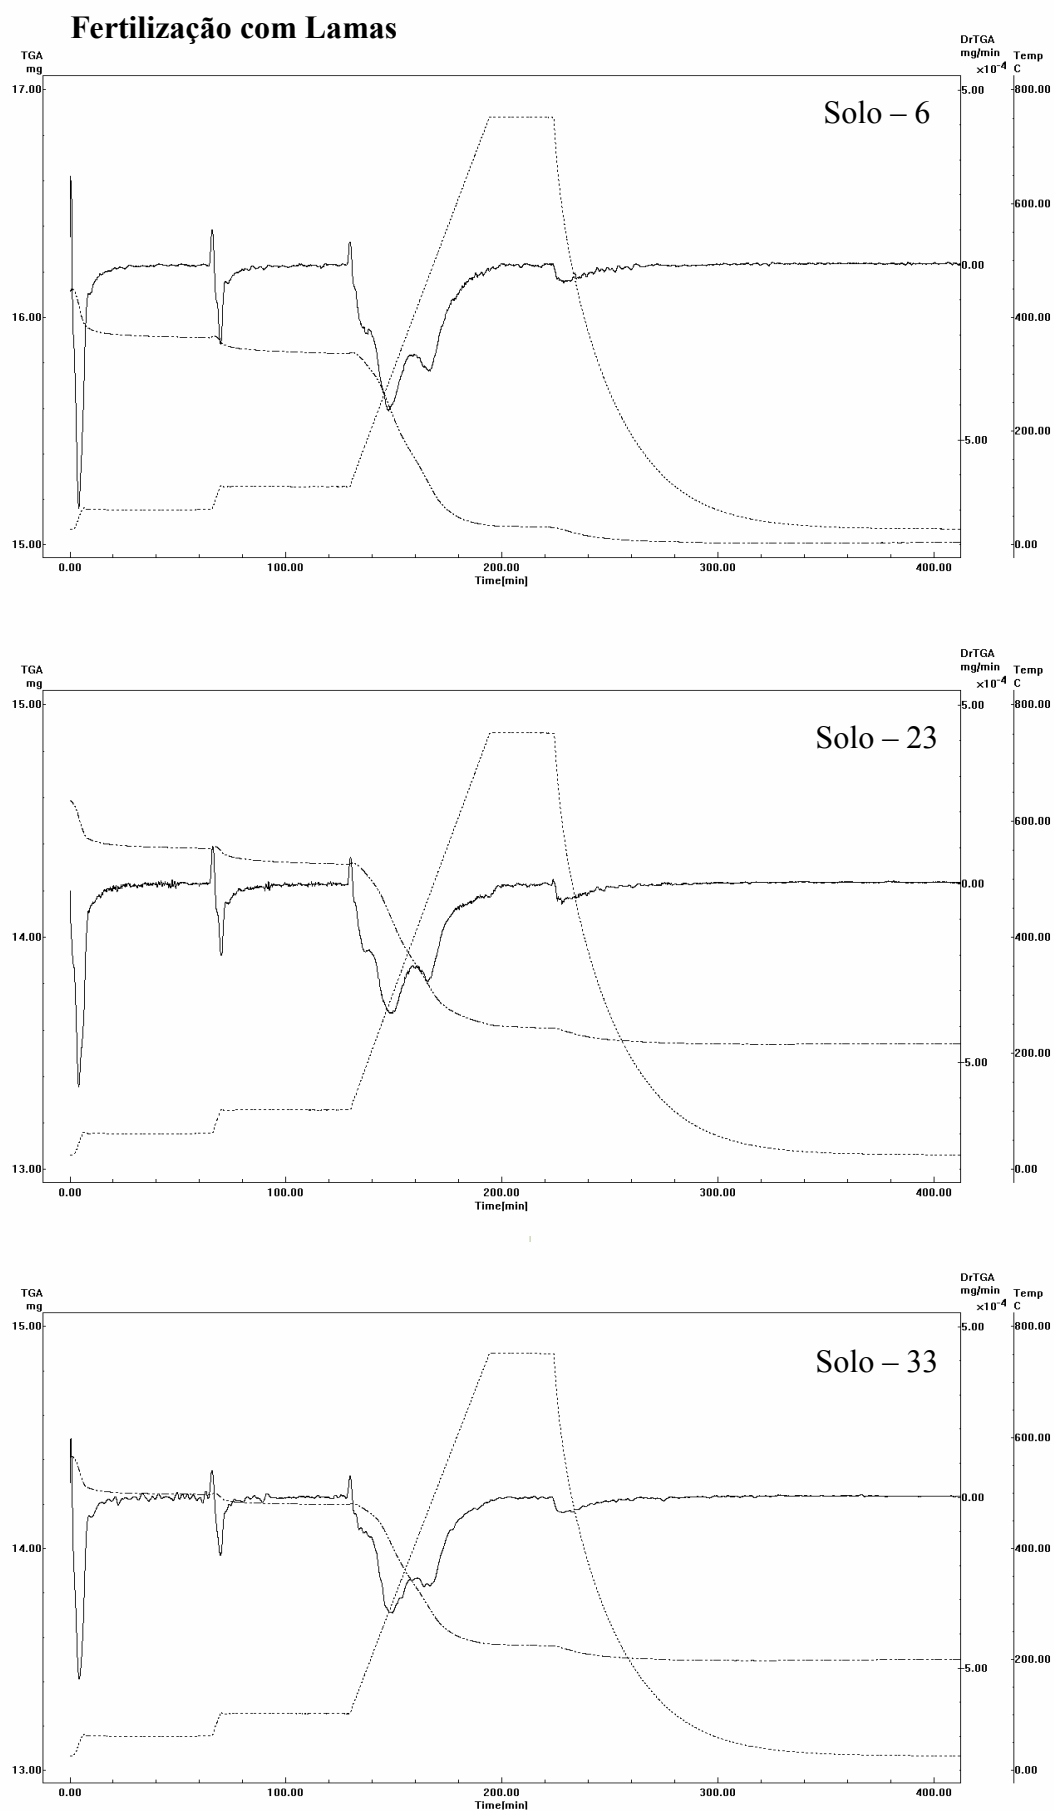 Fertilização com Lamas
TGA
mg
DrTGA
mg/min
×10⁻⁴
Temp
C
17.00
16.00
15.00
5.00
0.00
-5.00
800.00
600.00
400.00
200.00
0.00
Solo – 6
0.00 100.00 200.00 300.00 400.00
Time[min]
TGA
mg
DrTGA
mg/min
×10⁻⁴
Temp
C
15.00
14.00
13.00
5.00
0.00
-5.00
800.00
600.00
400.00
200.00
0.00
Solo – 23
0.00 100.00 200.00 300.00 400.00
Time[min]
TGA
mg
DrTGA
mg/min
×10⁻⁴
Temp
C
15.00
14.00
13.00
5.00
0.00
-5.00
800.00
600.00
400.00
200.00
0.00
Solo – 33
0.00 100.00 200.00 300.00 400.00
Time[min]